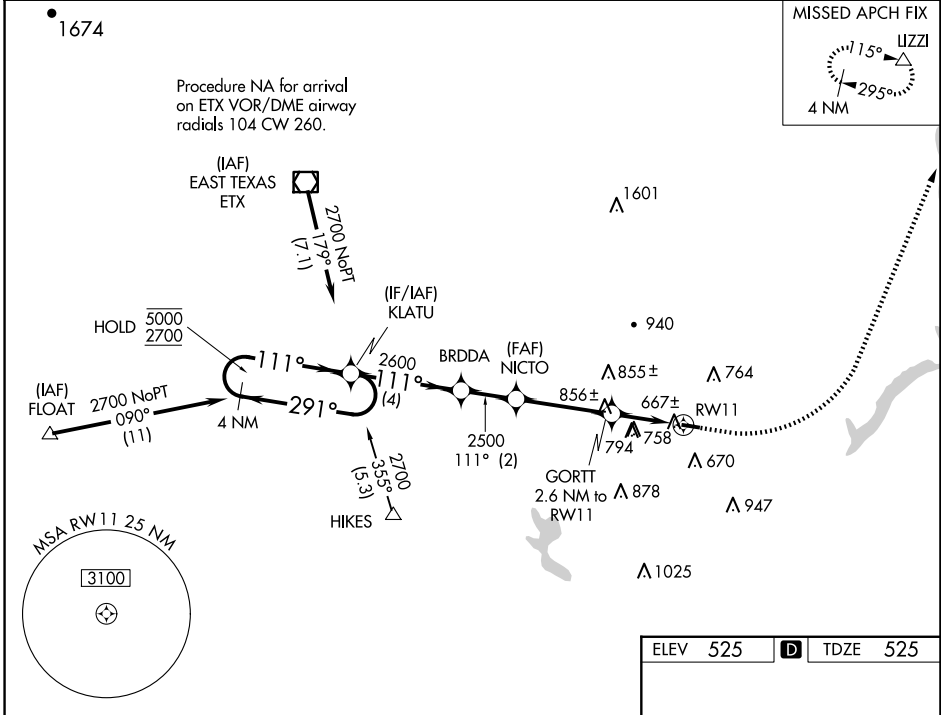 1674
MISSED APCH FIX
LIZZI
115°
295°
4 NM
Procedure NA for arrival
on ETX VOR/DME airway
radials 104 CW 260.
(IAF)
EAST TEXAS
ETX
2700 NoPT
179°
(7.1)
1601
(IF/IAF)
KLATU
HOLD
5000
2700
940
111°
2600
111°
(4)
BRDDA
(FAF)
NICTO
855±
764
(IAF)
FLOAT
2700 NoPT
090°
(11)
4 NM
291°
856±
667±
RW11
2500
111° (2)
794
758
670
GORTT
2.6 NM to
RW11
2700
355°
(5.3)
HIKES
878
947
1025
MSA RW11 25 NM
3100
ELEV 525
D
TDZE 525